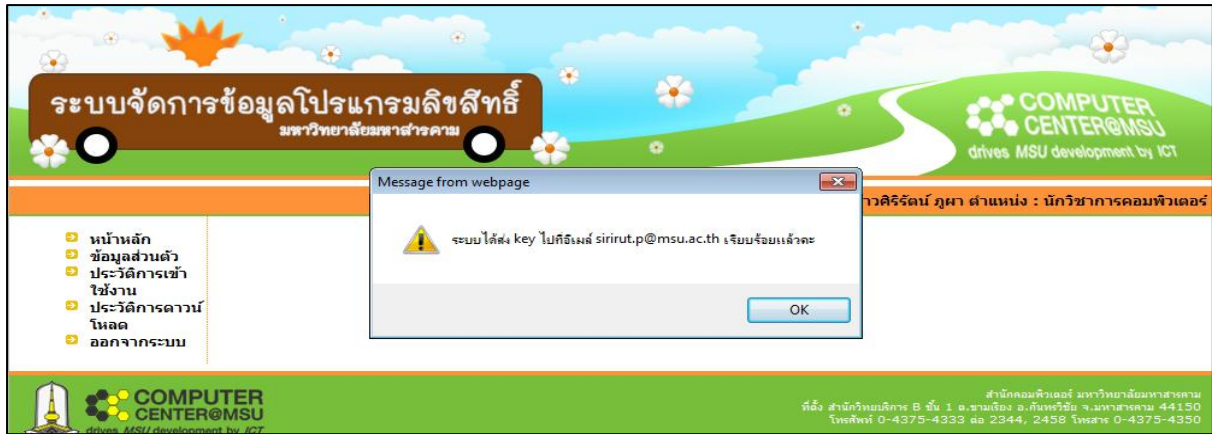 ระบบจัดการข้อมูลโปรแกรมลิขสิทธิ์
มหาวิทยาลัยมหาสารคาม
COMPUTER
CENTER@MSU
drives MSU development by ICT
าวศิริรัตน์ ภูผา ตำแหน่ง : นักวิชาการคอมพิวเตอร์
Message from webpage
ระบบได้ส่ง key ไปที่อีเมล์ sirirut.p@msu.ac.th เรียบร้อยแล้วคะ
OK
หน้าหลัก
ข้อมูลส่วนตัว
ประวัติการเข้า
ใช้งาน
ประวัติการดาวน์
โหลด
ออกจากระบบ
COMPUTER
CENTER@MSU
drives MSU development by ICT
สำนักคอมพิวเตอร์ มหาวิทยาลัยมหาสารคาม
ที่ตั้ง สำนักวิทยบริการ B ชั้น 1 ต.ขามเรียง อ.กันทรวิชัย จ.มหาสารคาม 44150
โทรศัพท์ 0-4375-4333 ต่อ 2344, 2458 โทรสาร 0-4375-4350